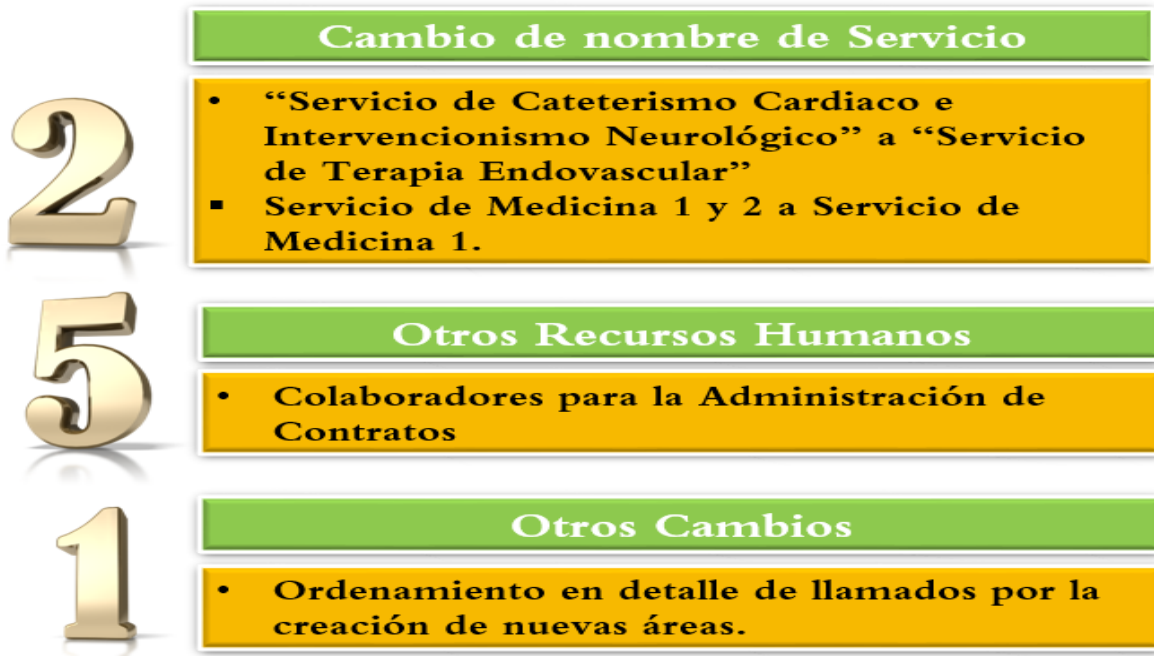 Cambio de nombre de Servicio
2
• “Servicio de Cateterismo Cardiaco e
Intervencionismo Neurológico” a “Servicio
de Terapia Endovascular”
▪ Servicio de Medicina 1 y 2 a Servicio de
Medicina 1.
5
Otros Recursos Humanos
• Colaboradores para la Administración de
Contratos
1
Otros Cambios
• Ordenamiento en detalle de llamados por la
creación de nuevas áreas.